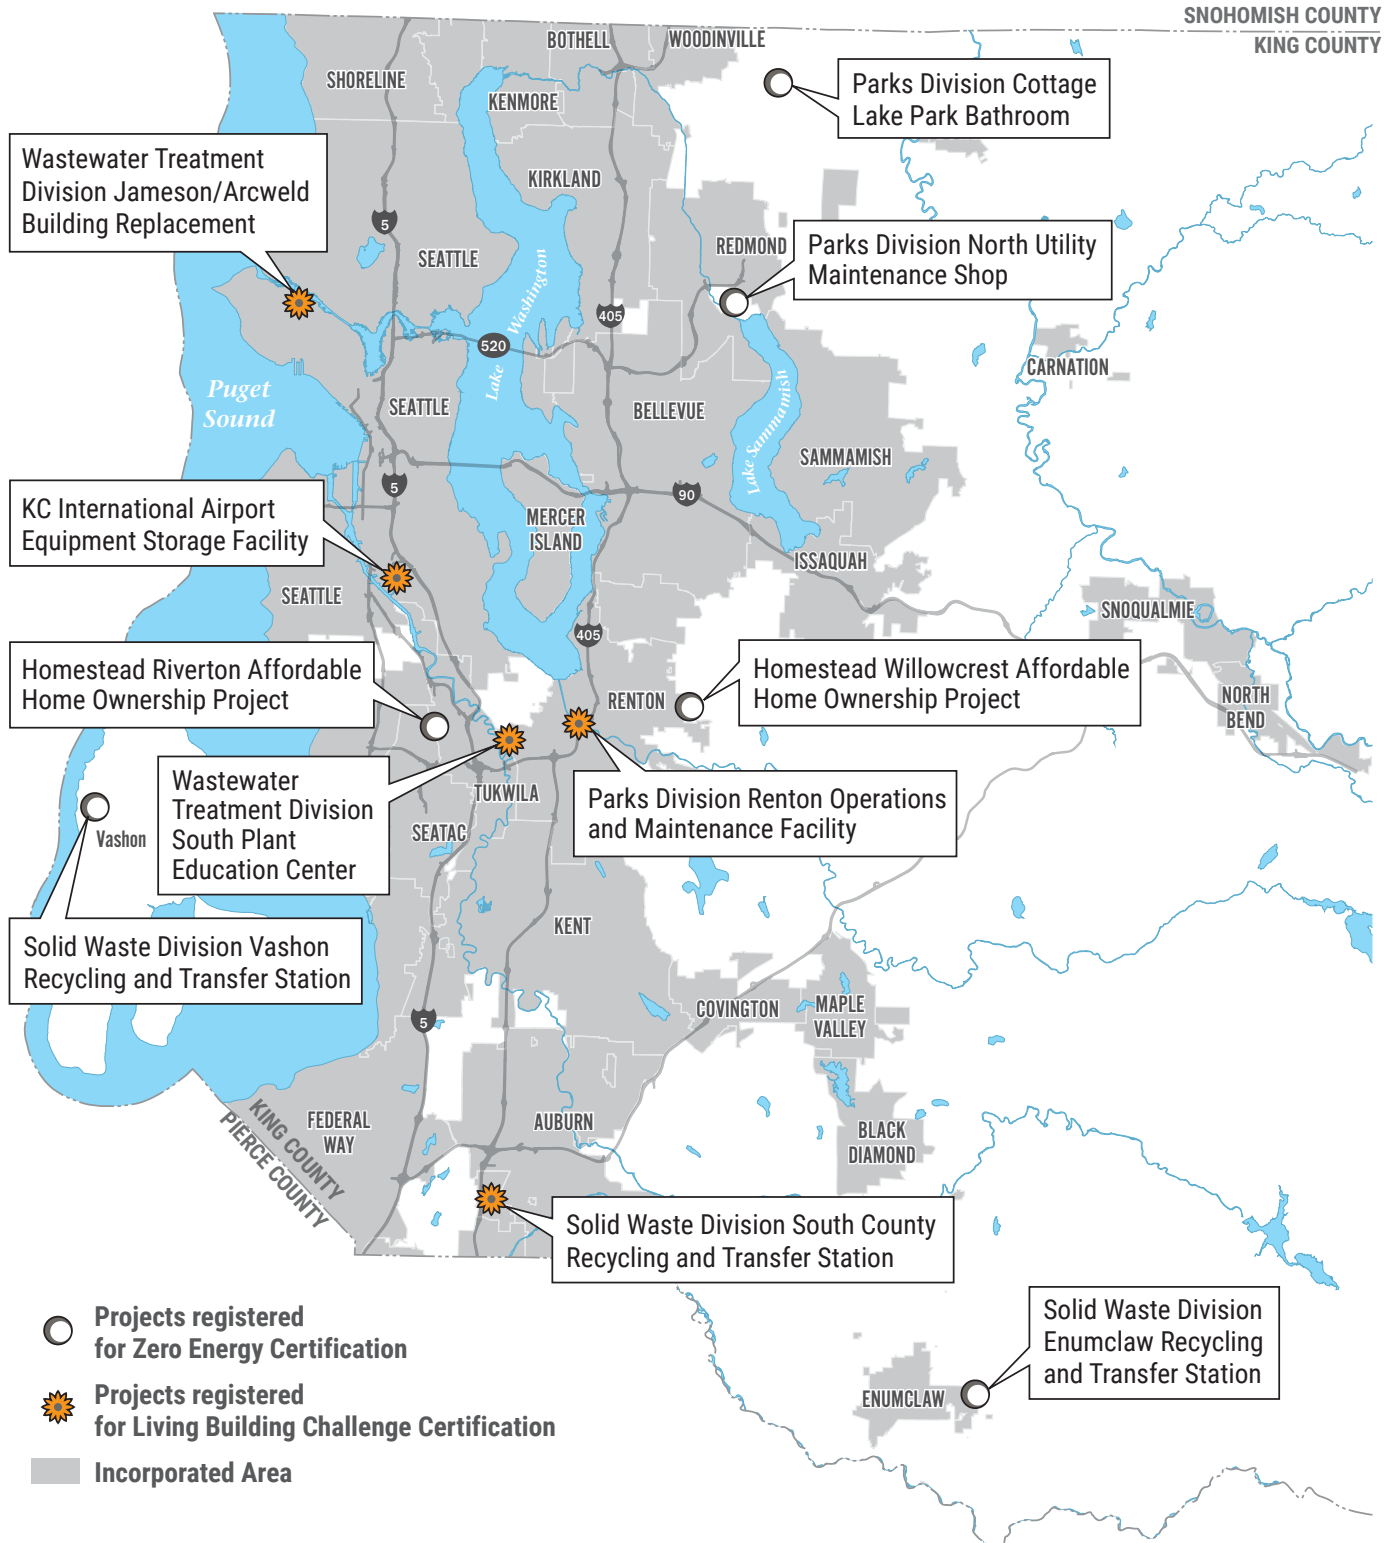 SNOHOMISH COUNTY
KING COUNTY
BOTHELL
WOODINVILLE
SHORELINE
KENMORE
Parks Division Cottage
Lake Park Bathroom
Wastewater Treatment
Division Jameson/Arcweld
Building Replacement
KIRKLAND
5
SEATTLE
REDMOND
Parks Division North Utility
Maintenance Shop
Lake Washington
405
520
CARNATION
Puget
Sound
SEATTLE
BELLEVUE
Lake Sammamish
SAMMAMISH
5
90
KC International Airport
Equipment Storage Facility
MERCER
ISLAND
ISSAQUAH
SEATTLE
SNOQUALMIE
405
Homestead Riverton Affordable
Home Ownership Project
Homestead Willowcrest Affordable
Home Ownership Project
RENTON
NORTH
BEND
Wastewater
Treatment Division
South Plant
Education Center
TUKWILA
Parks Division Renton Operations
and Maintenance Facility
Vashon
SEATAC
KENT
Solid Waste Division Vashon
Recycling and Transfer Station
COVINGTON
MAPLE
VALLEY
5
KING COUNTY
PIERCE COUNTY
FEDERAL
WAY
AUBURN
BLACK
DIAMOND
Solid Waste Division South County
Recycling and Transfer Station
Solid Waste Division
Enumclaw Recycling
and Transfer Station
ENUMCLAW
Projects registered
for Zero Energy Certification
Projects registered
for Living Building Challenge Certification
Incorporated Area